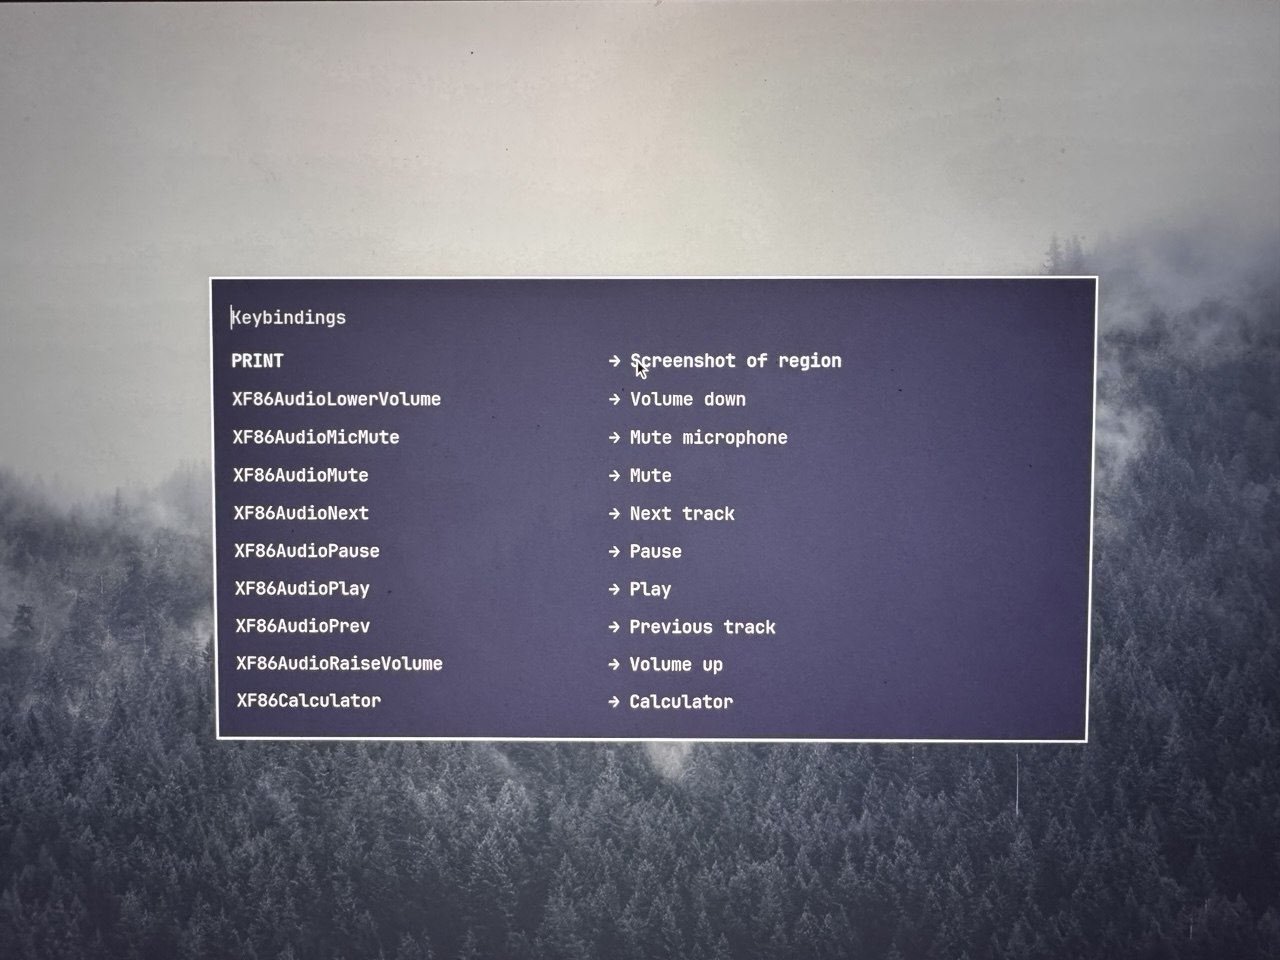 Keybindings
PRINT → Screenshot of region
XF86AudioLowerVolume → Volume down
XF86AudioMicMute → Mute microphone
XF86AudioMute → Mute
XF86AudioNext → Next track
XF86AudioPause → Pause
XF86AudioPlay → Play
XF86AudioPrev → Previous track
XF86AudioRaiseVolume → Volume up
XF86Calculator → Calculator